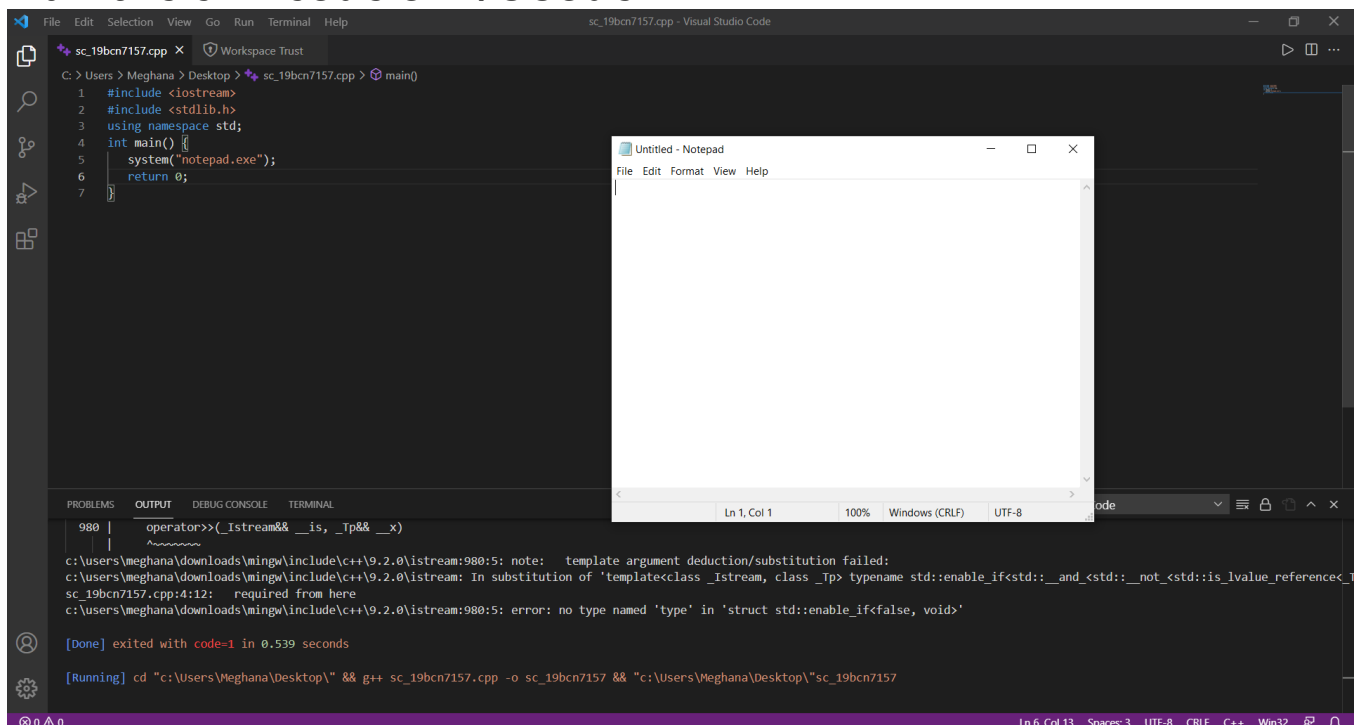 File Edit Selection View Go Run Terminal Help
sc_19bcn7157.cpp - Visual Studio Code
sc_19bcn7157.cpp
Workspace Trust
C: > Users > Meghana > Desktop > sc_19bcn7157.cpp > main()
1 #include <iostream>
2 #include <stdlib.h>
3 using namespace std;
4 int main() {
5 system("notepad.exe");
6 return 0;
7 }
Untitled - Notepad
File Edit Format View Help
Ln 1, Col 1 100% Windows (CRLF) UTF-8
PROBLEMS OUTPUT DEBUG CONSOLE TERMINAL
ode
980 | operator>>(_Istream&& __is, _Tp&& __x)
| ^~~~~~~~
c:\users\meghana\downloads\mingw\include\c++\9.2.0\istream:980:5: note: template argument deduction/substitution failed:
c:\users\meghana\downloads\mingw\include\c++\9.2.0\istream: In substitution of 'template<class _Istream, class _Tp> typename std::enable_if<std::__and_<std::__not_<std::is_lvalue_reference<_T
sc_19bcn7157.cpp:4:12: required from here
c:\users\meghana\downloads\mingw\include\c++\9.2.0\istream:980:5: error: no type named 'type' in 'struct std::enable_if<false, void>'
[Done] exited with code=1 in 0.539 seconds
[Running] cd "c:\Users\Meghana\Desktop\" && g++ sc_19bcn7157.cpp -o sc_19bcn7157 && "c:\Users\Meghana\Desktop\"sc_19bcn7157
0 0
Ln 6, Col 13 Spaces: 3 UTF-8 CRLF C++ Win32